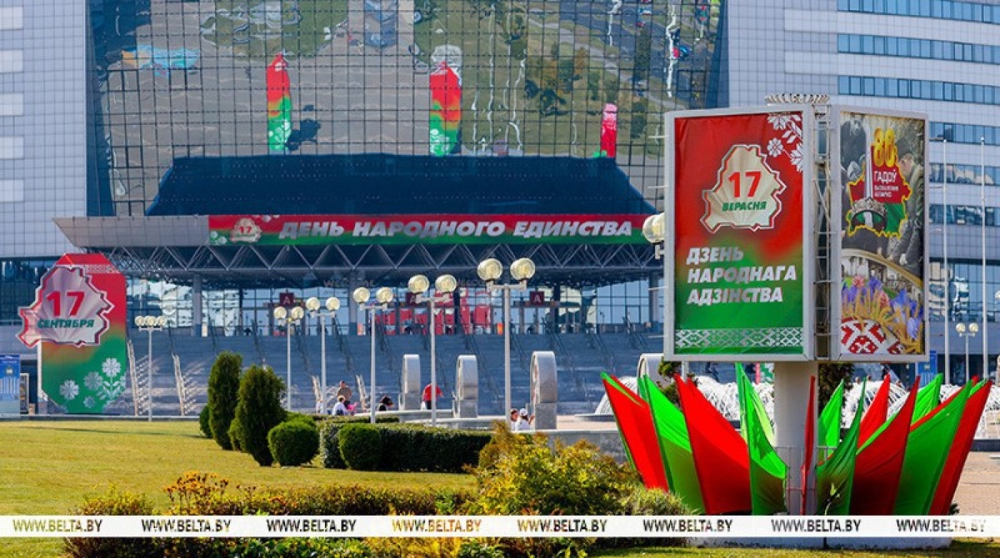 17
ДЕНЬ НАРОДНОГО ЕДИНСТВА
17
СЕНТЯБРЯ
17
ВЕРАСНЯ
ДЗЕНЬ
НАРОДНАГА
АДЗІНСТВА
80
ГАДОЎ
A
A
WWW.BELTA.BY WWW.BELTA.BY WWW.BELTA.BY WWW.BELTA.BY WWW.BELTA.BY WWW.BELTA.BY WWW.BELTA.BY WWW.BELTA.BY